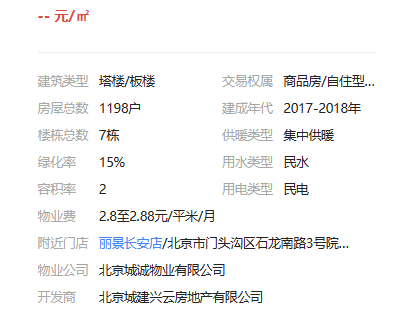 -- 元/㎡
建筑类型 塔楼/板楼 交易权属 商品房/自住型...
房屋总数 1198户 建成年代 2017-2018年
楼栋总数 7栋 供暖类型 集中供暖
绿化率 15% 用水类型 民水
容积率 2 用电类型 民电
物业费 2.8至2.88元/平米/月
附近门店 丽景长安店/北京市门头沟区石龙南路3号院...
物业公司 北京城诚物业有限公司
开发商 北京城建兴云房地产有限公司